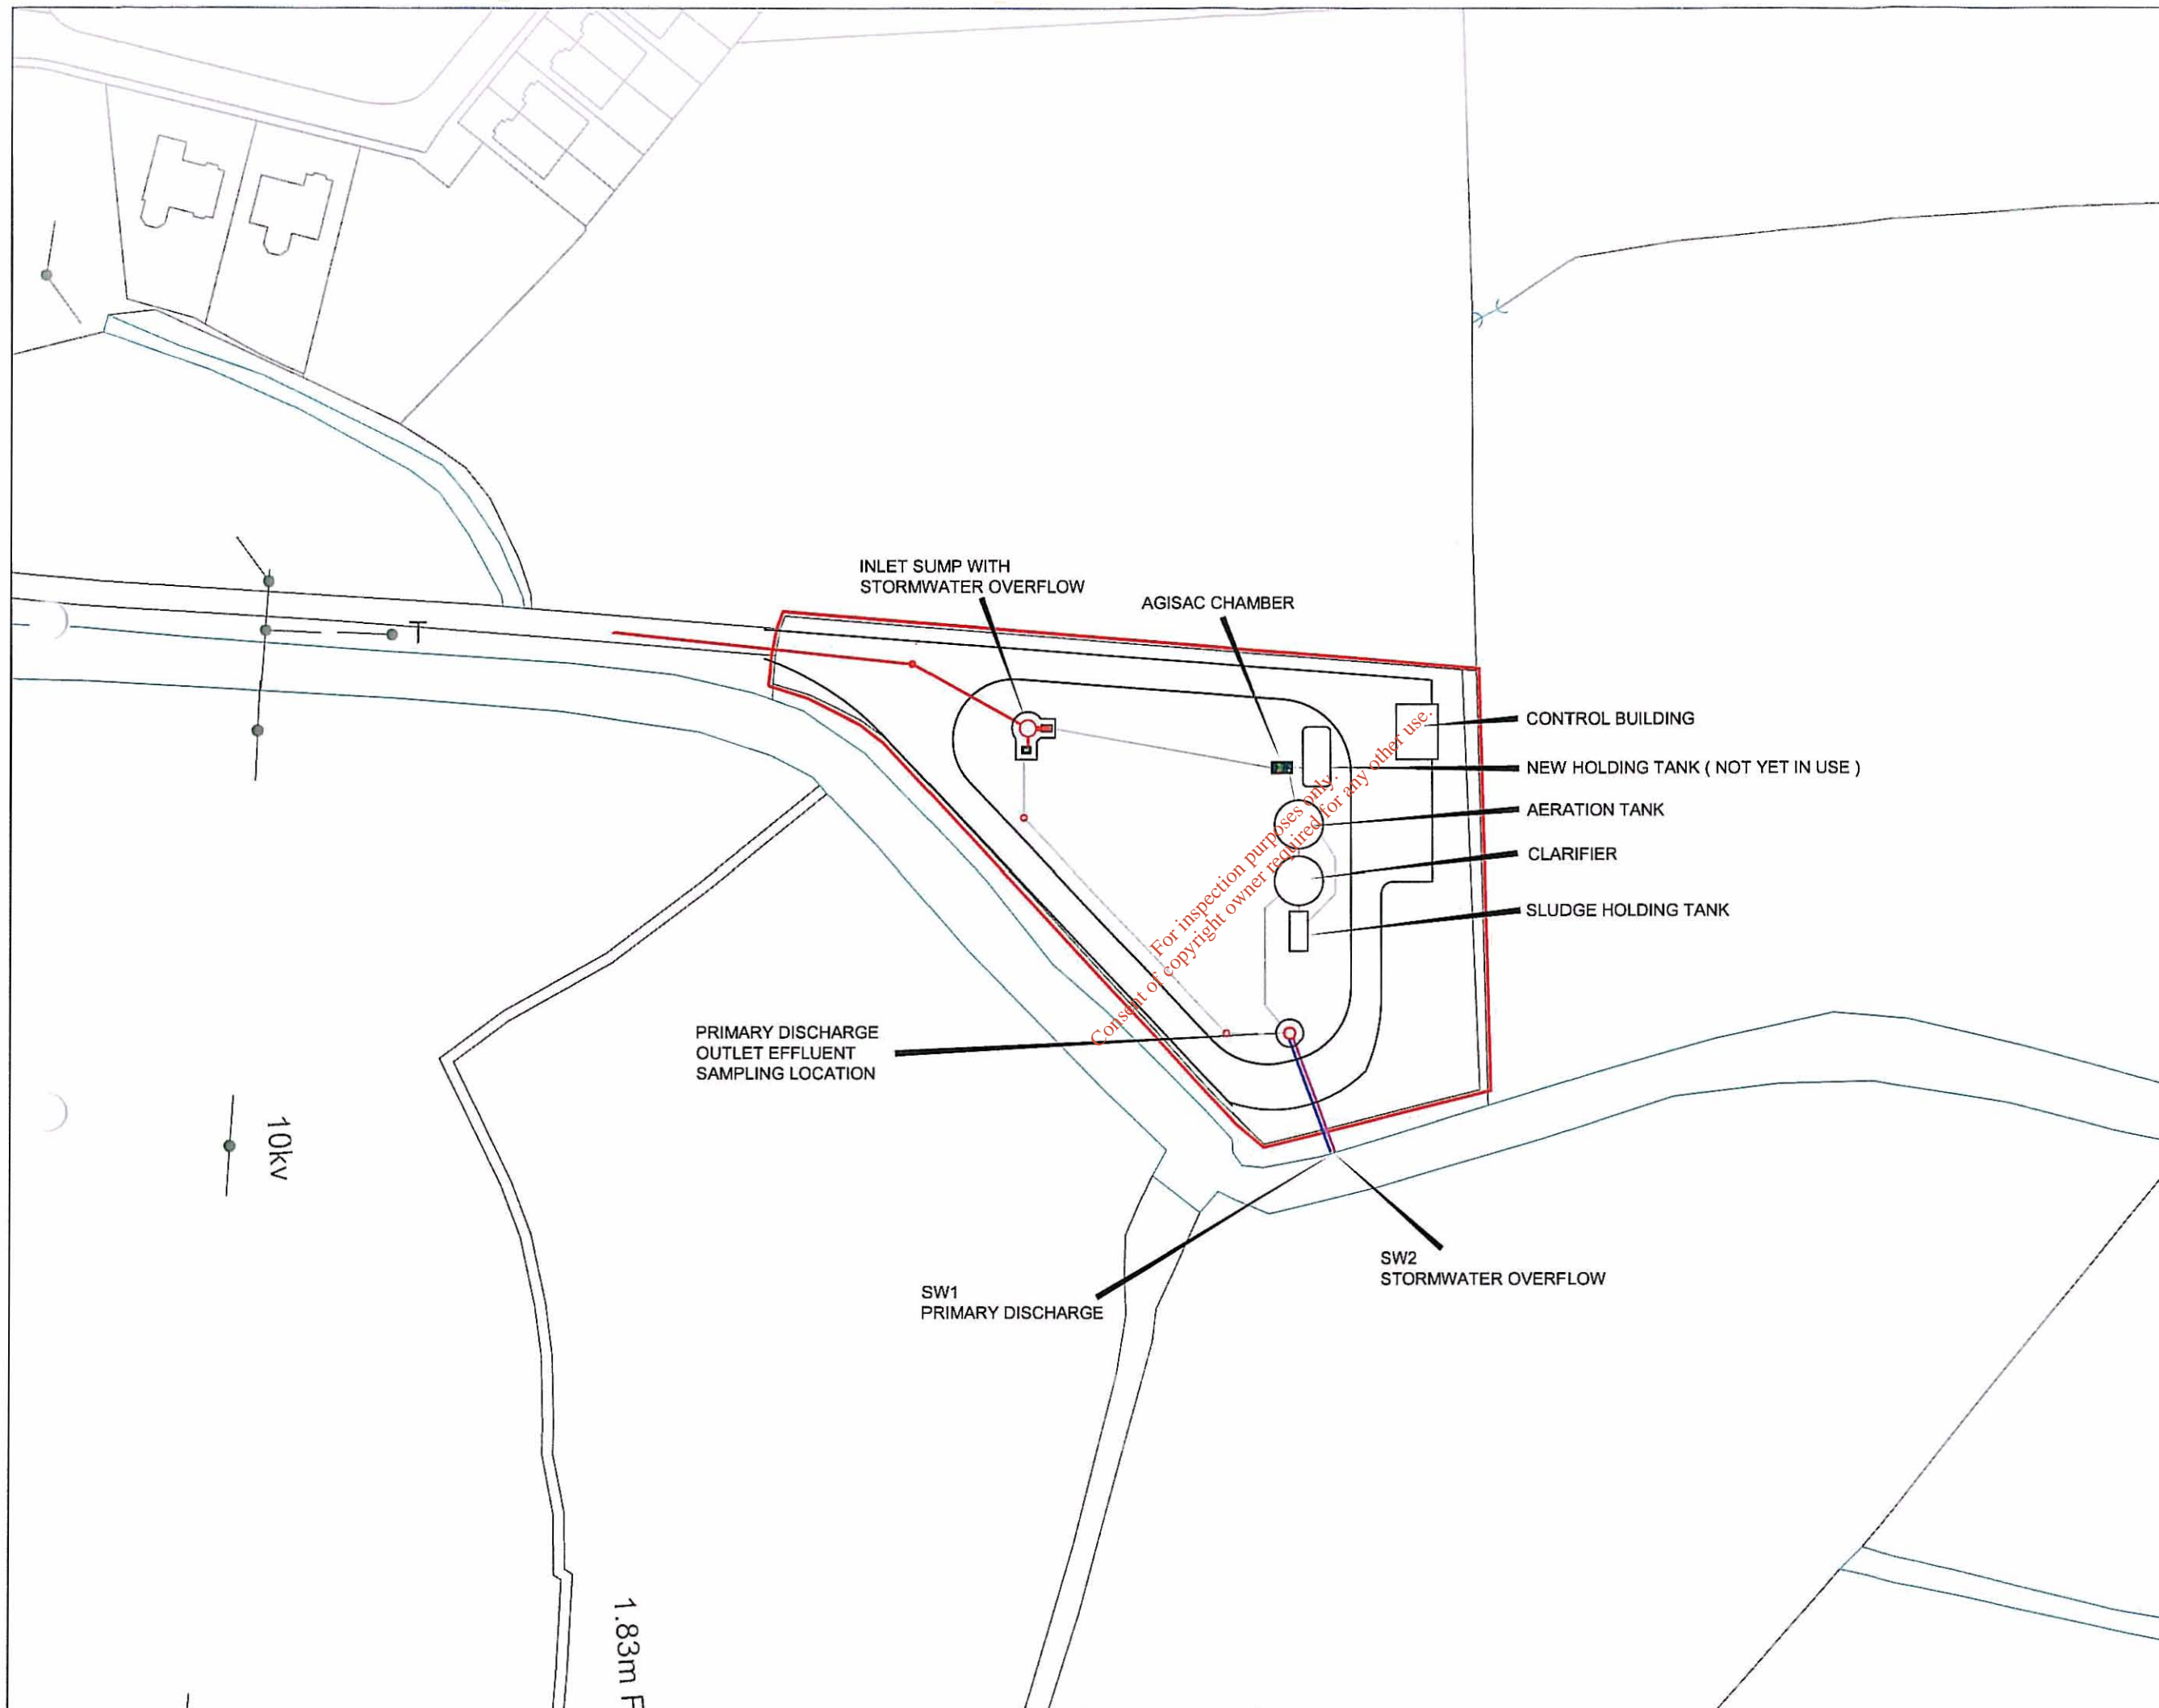 INLET SUMP WITH
STORMWATER OVERFLOW
AGISAC CHAMBER
T
CONTROL BUILDING
NEW HOLDING TANK ( NOT YET IN USE )
AERATION TANK
CLARIFIER
SLUDGE HOLDING TANK
For inspection purposes only.
Consent of copyright owner required for any other use.
PRIMARY DISCHARGE
OUTLET EFFLUENT
SAMPLING LOCATION
10kv
SW2
STORMWATER OVERFLOW
SW1
PRIMARY DISCHARGE
1.83m